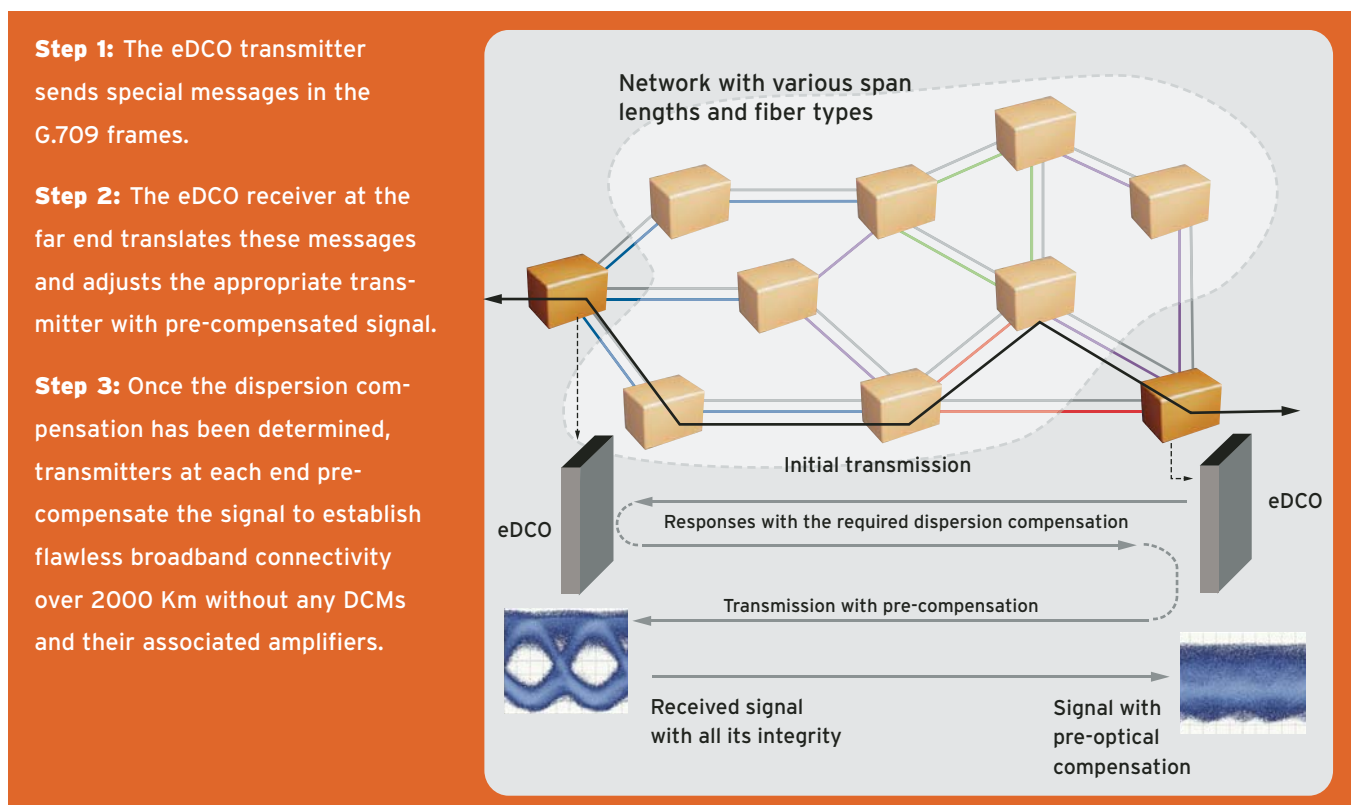 Step 1: The eDCO transmitter
sends special messages in the
G.709 frames.
Step 2: The eDCO receiver at the
far end translates these messages
and adjusts the appropriate trans-
mitter with pre-compensated signal.
Step 3: Once the dispersion com-
pensation has been determined,
transmitters at each end pre-
compensate the signal to establish
flawless broadband connectivity
over 2000 Km without any DCMs
and their associated amplifiers.
Network with various span
lengths and fiber types
Initial transmission
eDCO
eDCO
Responses with the required dispersion compensation
Transmission with pre-compensation
Received signal
with all its integrity
Signal with
pre-optical
compensation